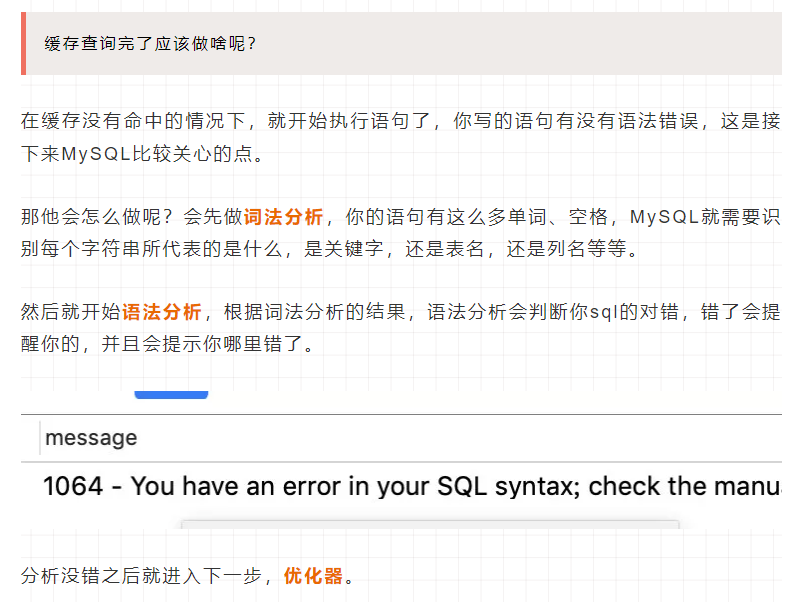 缓存查询完了应该做啥呢？
在缓存没有命中的情况下，就开始执行语句了，你写的语句有没有语法错误，这是接
下来MySQL比较关心的点。
那他会怎么做呢？会先做词法分析，你的语句有这么多单词、空格，MySQL就需要识
别每个字符串所代表的是什么，是关键字，还是表名，还是列名等等。
然后就开始语法分析，根据词法分析的结果，语法分析会判断你sql的对错，错了会提
醒你的，并且会提示你哪里错了。
message
1064 - You have an error in your SQL syntax; check the manu
分析没错之后就进入下一步，优化器。